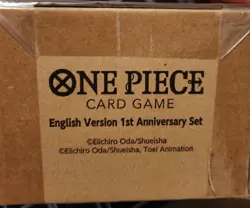 ONE PIECE
CARD GAME
English Version 1st Anniversary Set
©Eiichiro Oda/Shueisha
©Eiichiro Oda/Shueisha, Toei Animation